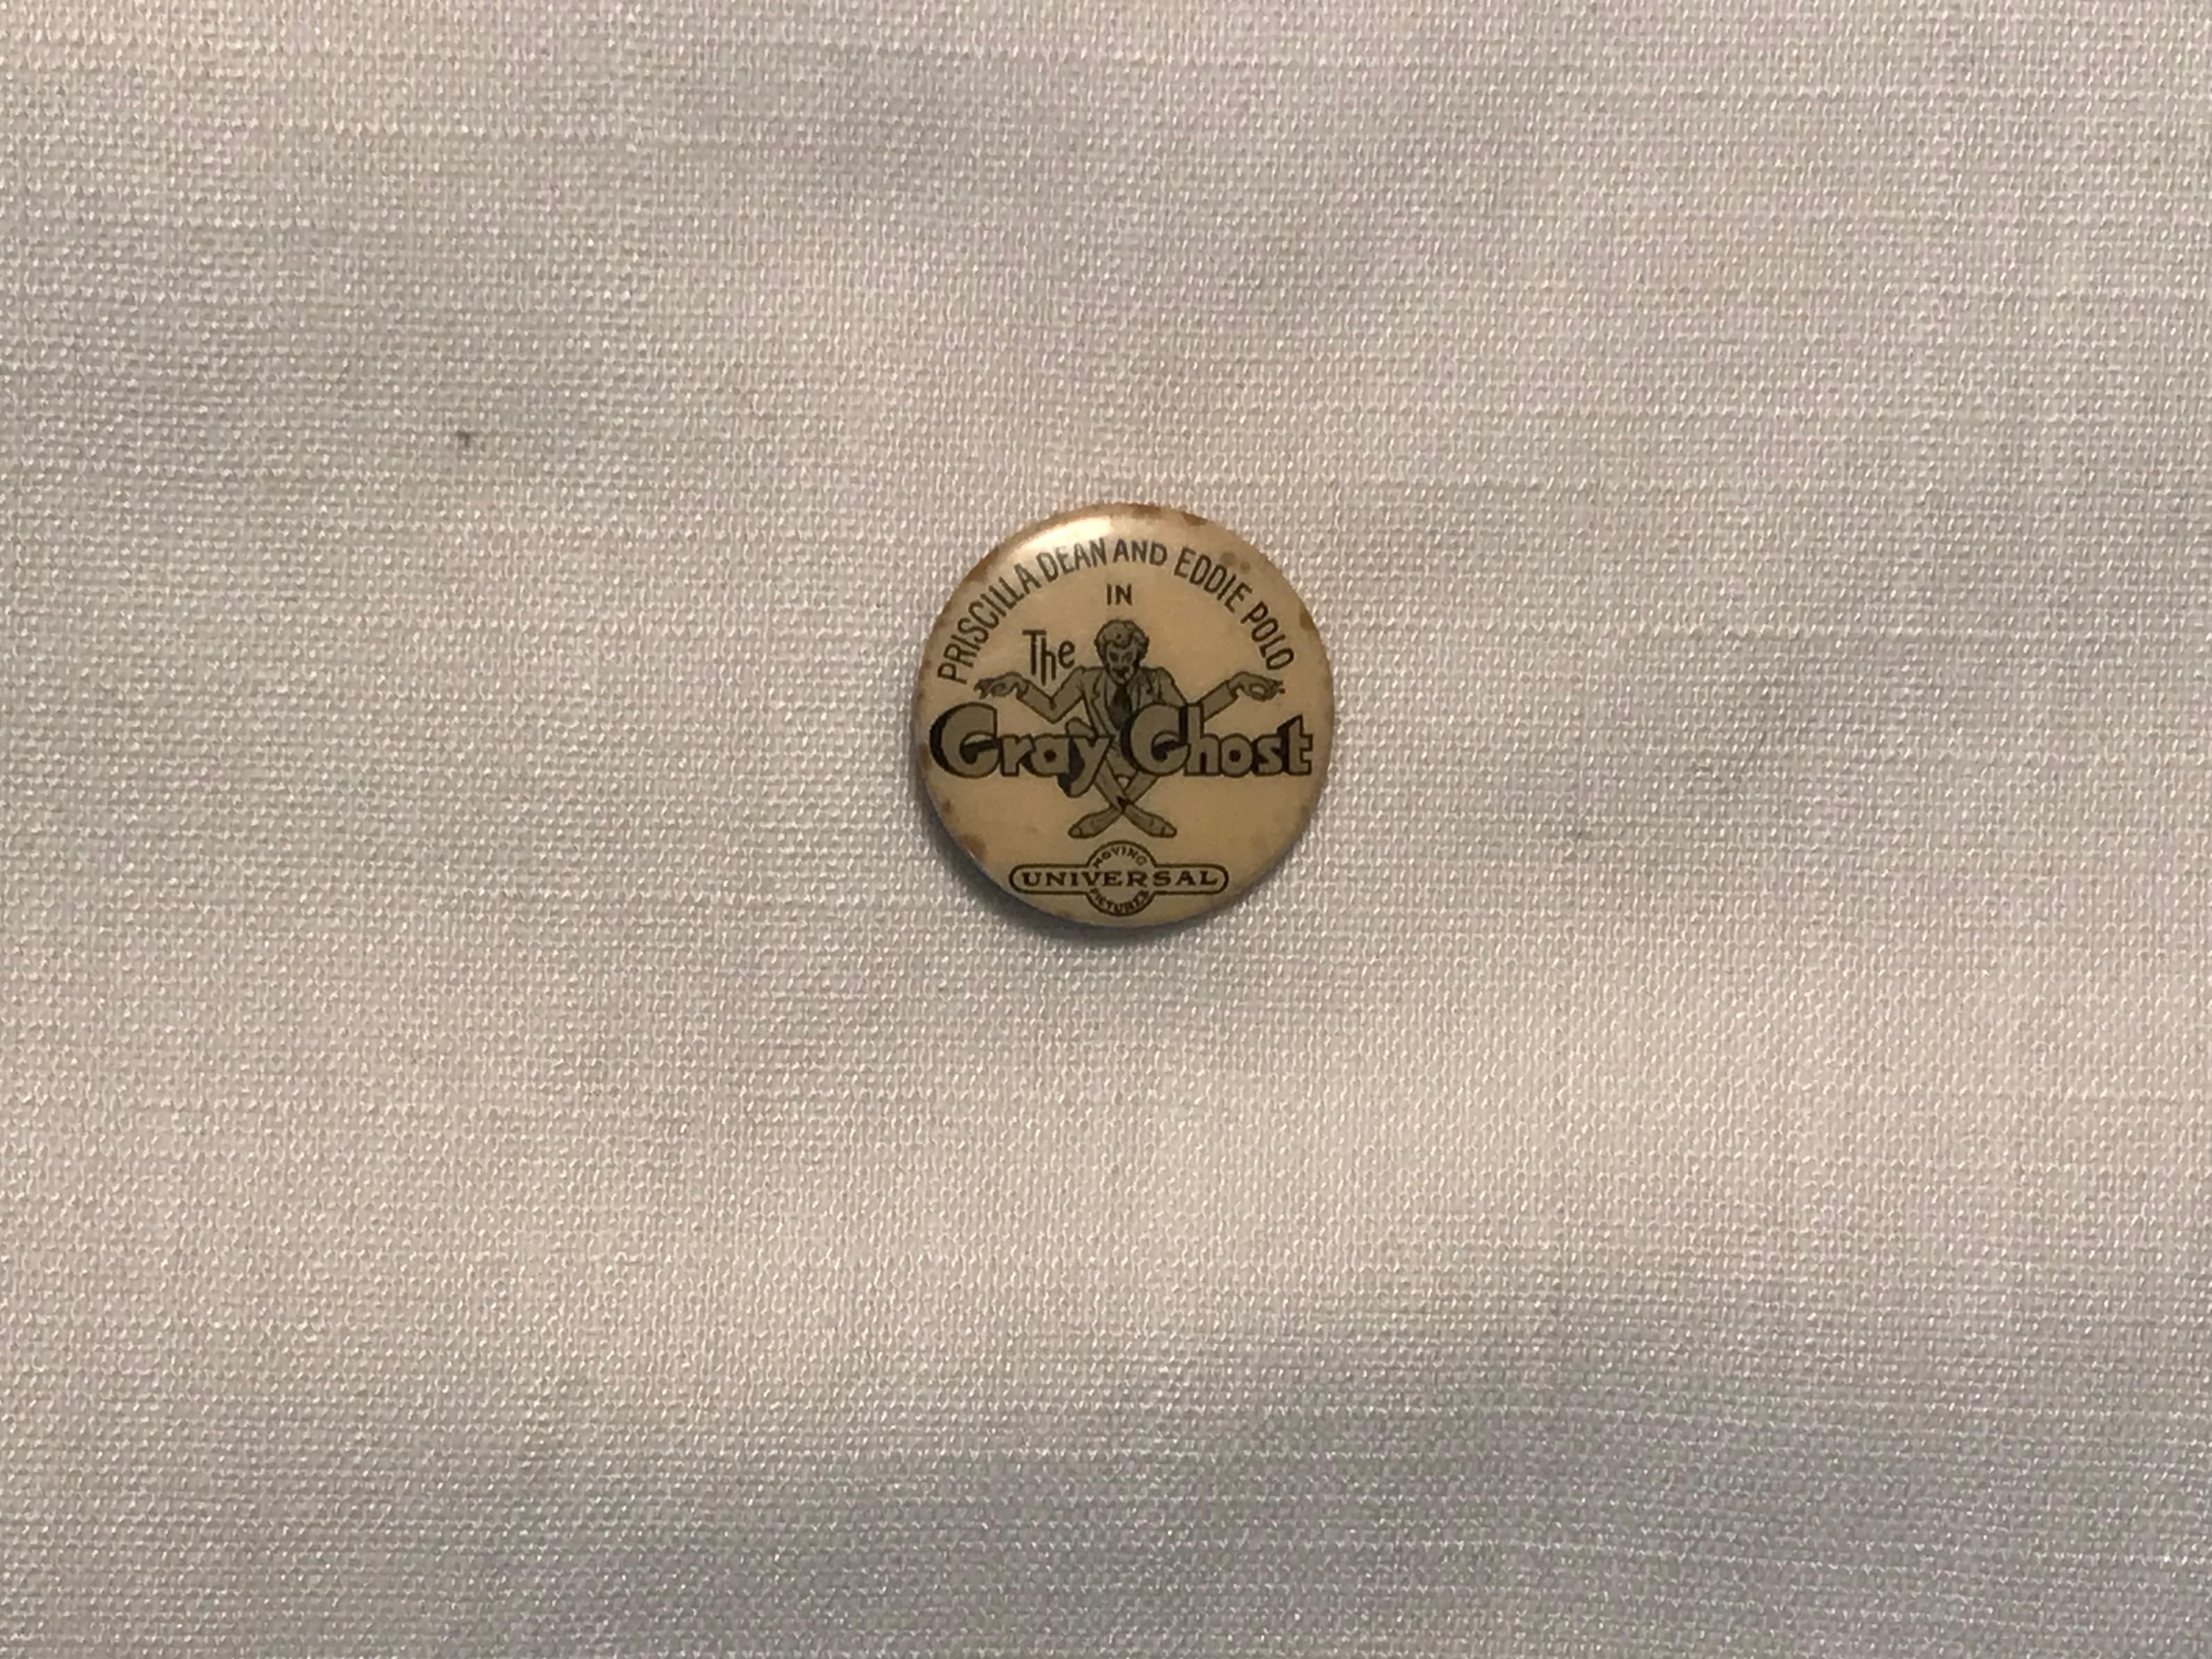 PRISCILLA DEAN AND EDDIE POLO
IN
The
Gray Ghost
MOVING
UNIVERSAL
PICTURES